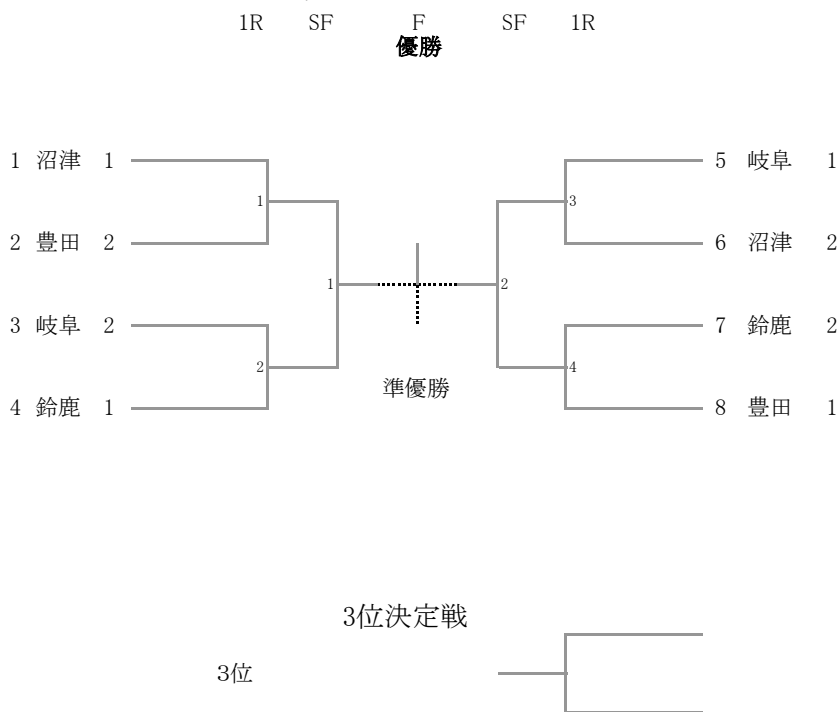 1R SF F SF 1R
優勝
1 沼津 1 5 岐阜 1
1 3
2 豊田 2 6 沼津 2
1 2
3 岐阜 2 7 鈴鹿 2
2 4
準優勝
4 鈴鹿 1 8 豊田 1
3位決定戦
3位